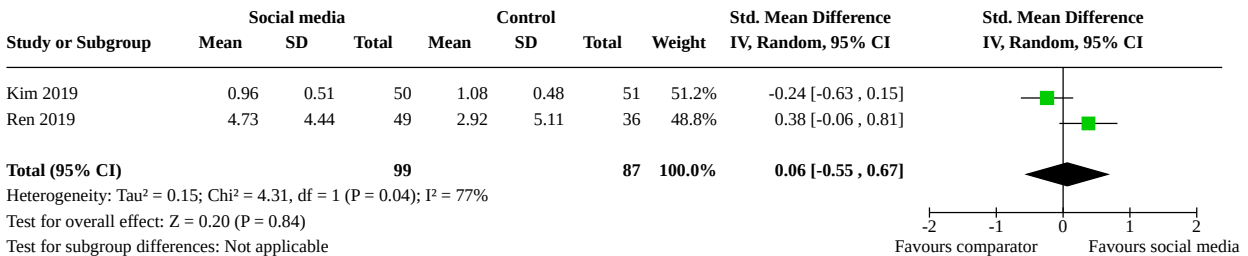 Social media Control Std. Mean Difference Std. Mean Difference
Study or Subgroup Mean SD Total Mean SD Total Weight IV, Random, 95% CI IV, Random, 95% CI
Kim 2019 0.96 0.51 50 1.08 0.48 51 51.2% -0.24 [-0.63 , 0.15]
Ren 2019 4.73 4.44 49 2.92 5.11 36 48.8% 0.38 [-0.06 , 0.81]
Total (95% CI) 99 87 100.0% 0.06 [-0.55 , 0.67]
Heterogeneity: Tau² = 0.15; Chi² = 4.31, df = 1 (P = 0.04); I² = 77%
Test for overall effect: Z = 0.20 (P = 0.84)
-2 -1 0 1 2
Test for subgroup differences: Not applicable Favours comparator Favours social media